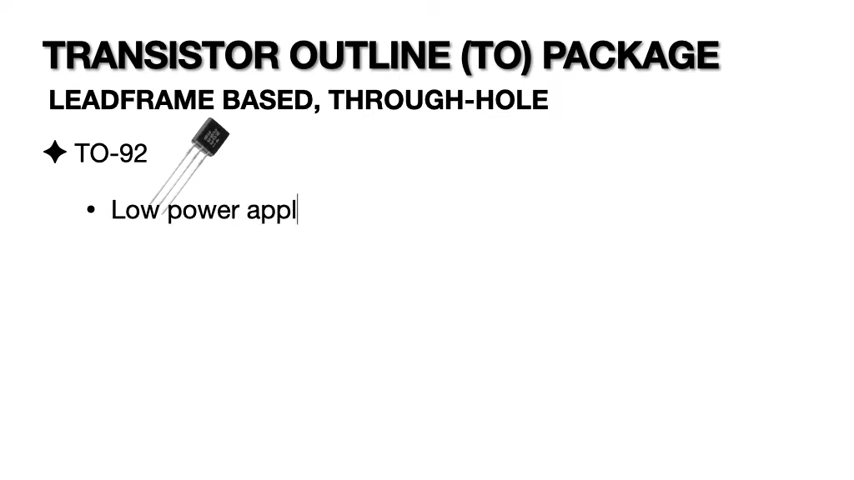 TRANSISTOR OUTLINE (TO) PACKAGE
LEADFRAME BASED, THROUGH-HOLE
TO-92
Low power appl